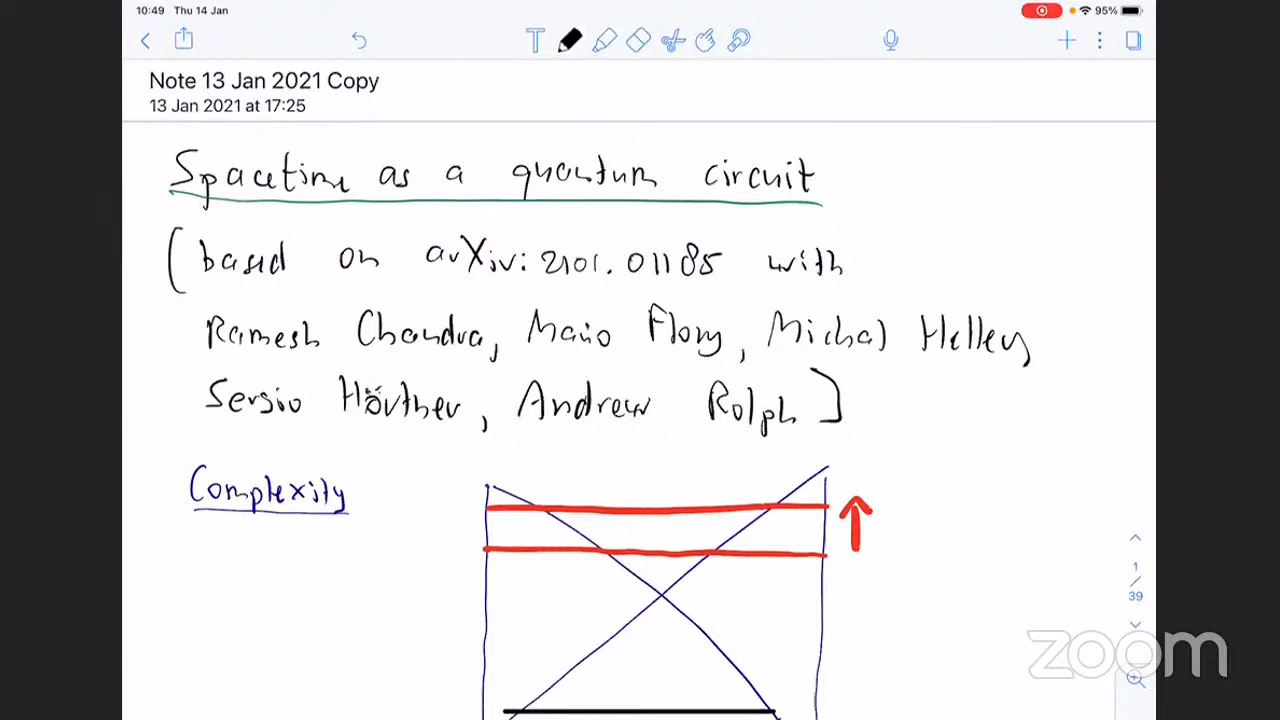 10:49 Thu 14 Jan
95%
Note 13 Jan 2021 Copy
13 Jan 2021 at 17:25
Spacetime as a quantum circuit
(based on arXiv: 2101.01185 with
Ramesh Chandra, Mario Flory, Michal Heller,
Sergio Hörtner, Andrew Rolph]
Complexity
1
/
39
zoom